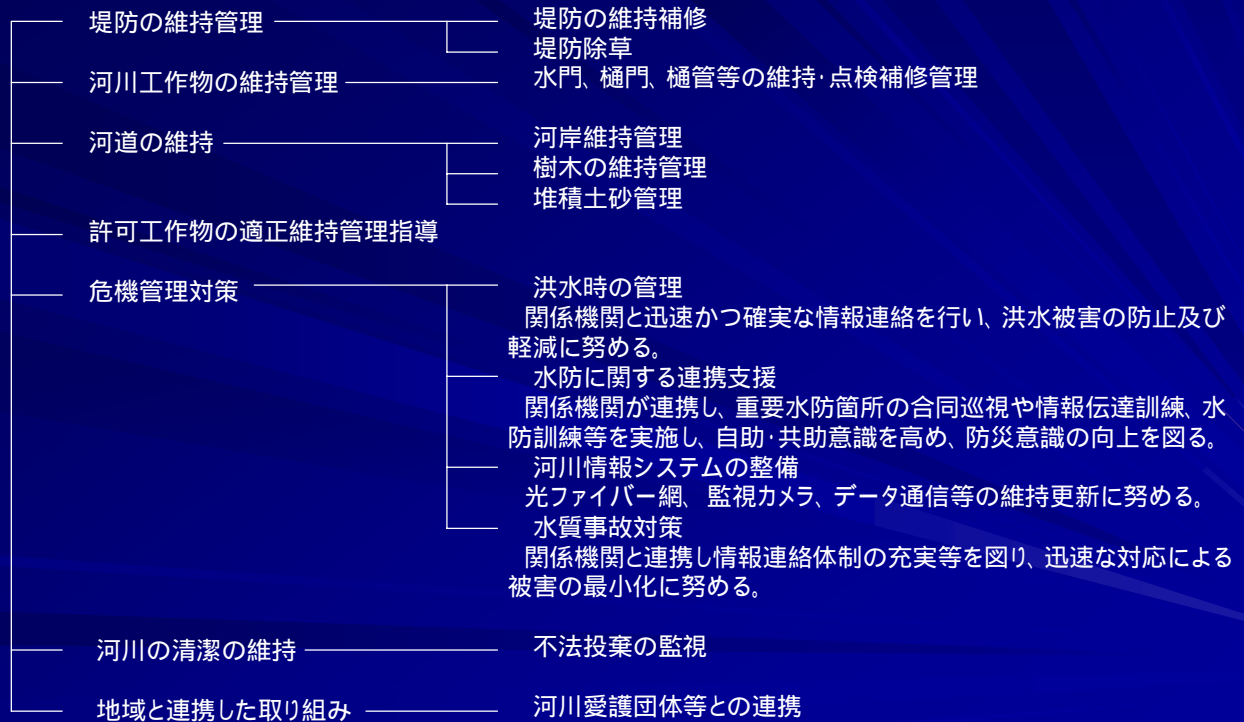 堤防の維持管理
堤防の維持補修
堤防除草
河川工作物の維持管理
水門、樋門、樋管等の維持・点検補修管理
河道の維持
河岸維持管理
樹木の維持管理
堆積土砂管理
許可工作物の適正維持管理指導
危機管理対策
洪水時の管理
関係機関と迅速かつ確実な情報連絡を行い、洪水被害の防止及び
軽減に努める。
水防に関する連携支援
関係機関が連携し、重要水防箇所の合同巡視や情報伝達訓練、水
防訓練等を実施し、自助・共助意識を高め、防災意識の向上を図る。
河川情報システムの整備
光ファイバー網、監視カメラ、データ通信等の維持更新に努める。
水質事故対策
関係機関と連携し情報連絡体制の充実等を図り、迅速な対応による
被害の最小化に努める。
河川の清潔の維持
不法投棄の監視
地域と連携した取り組み
河川愛護団体等との連携